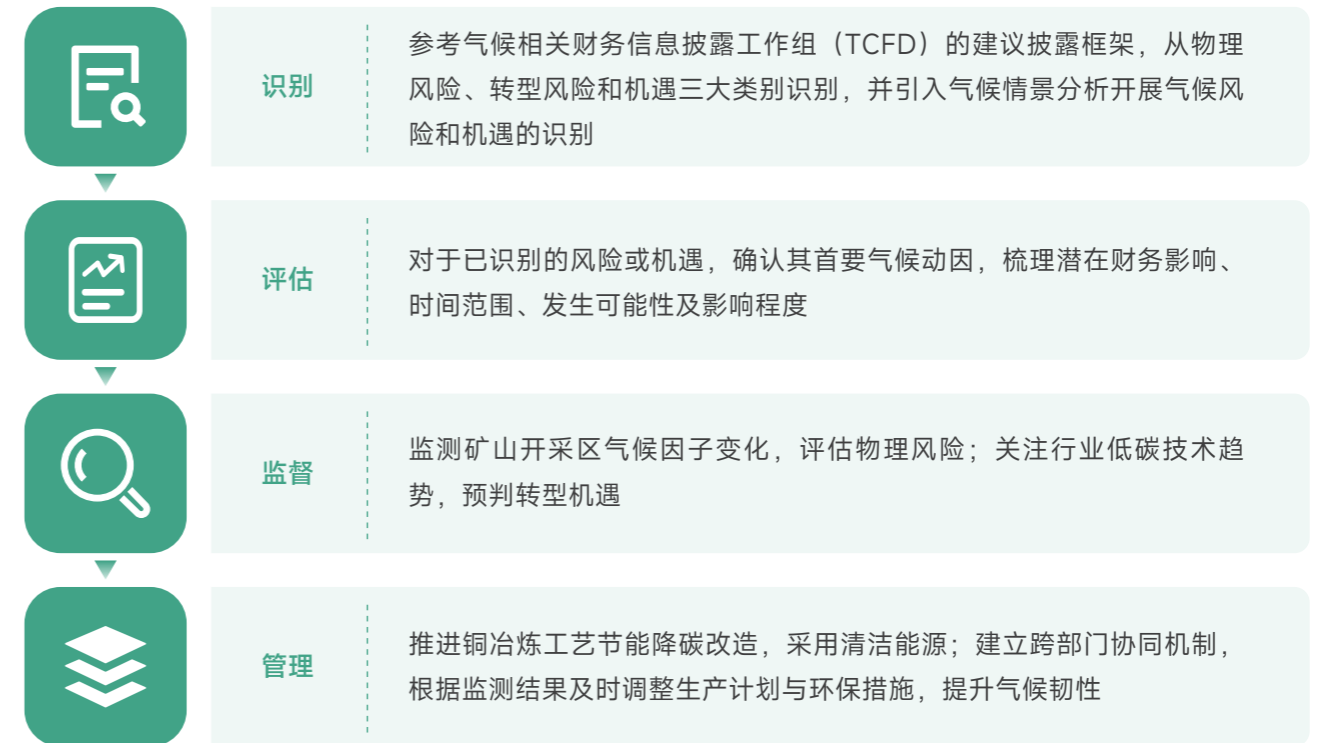 识别
参考气候相关财务信息披露工作组（TCFD）的建议披露框架，从物理
风险、转型风险和机遇三大类别识别，并引入气候情景分析开展气候风
险和机遇的识别
评估
对于已识别的风险或机遇，确认其首要气候动因，梳理潜在财务影响、
时间范围、发生可能性及影响程度
监督
监测矿山开采区气候因子变化，评估物理风险；关注行业低碳技术趋
势，预判转型机遇
管理
推进铜冶炼工艺节能降碳改造，采用清洁能源；建立跨部门协同机制，
根据监测结果及时调整生产计划与环保措施，提升气候韧性